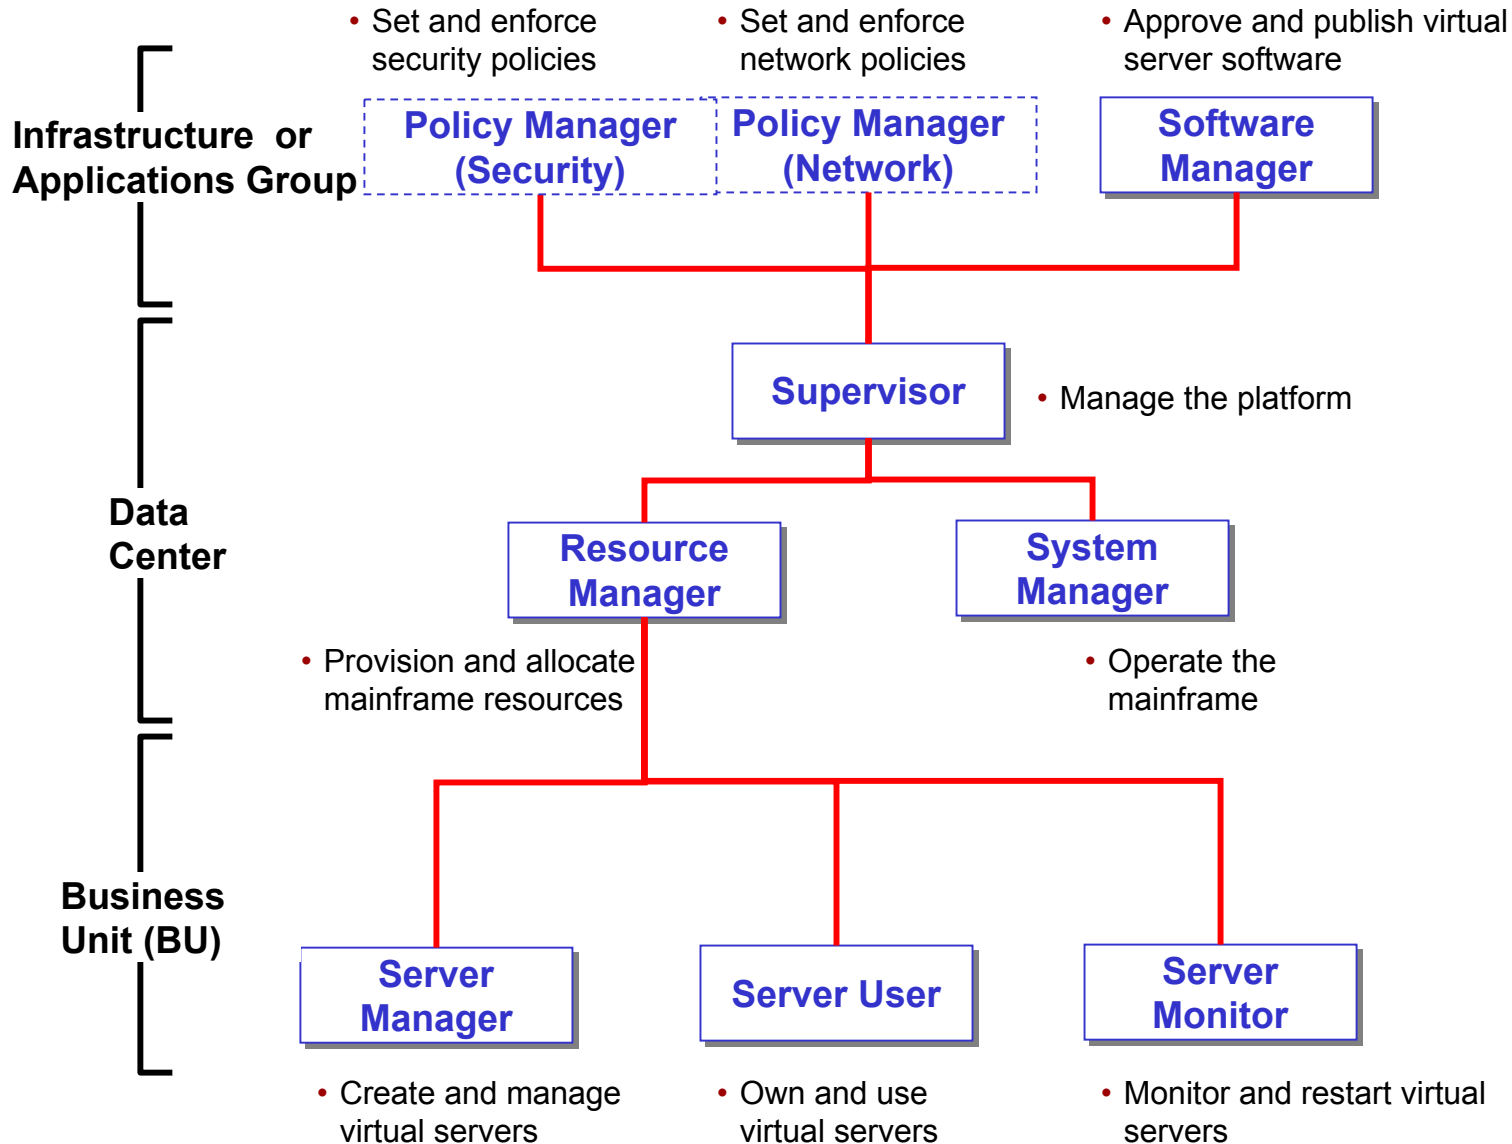 • Set and enforce
security policies
• Set and enforce
network policies
• Approve and publish virtual
server software
Infrastructure or
Applications Group
Policy Manager
(Security)
Policy Manager
(Network)
Software
Manager
Supervisor
• Manage the platform
Data
Center
Resource
Manager
System
Manager
• Provision and allocate
mainframe resources
• Operate the
mainframe
Business
Unit (BU)
Server
Manager
Server User
Server
Monitor
• Create and manage
virtual servers
• Own and use
virtual servers
• Monitor and restart virtual
servers